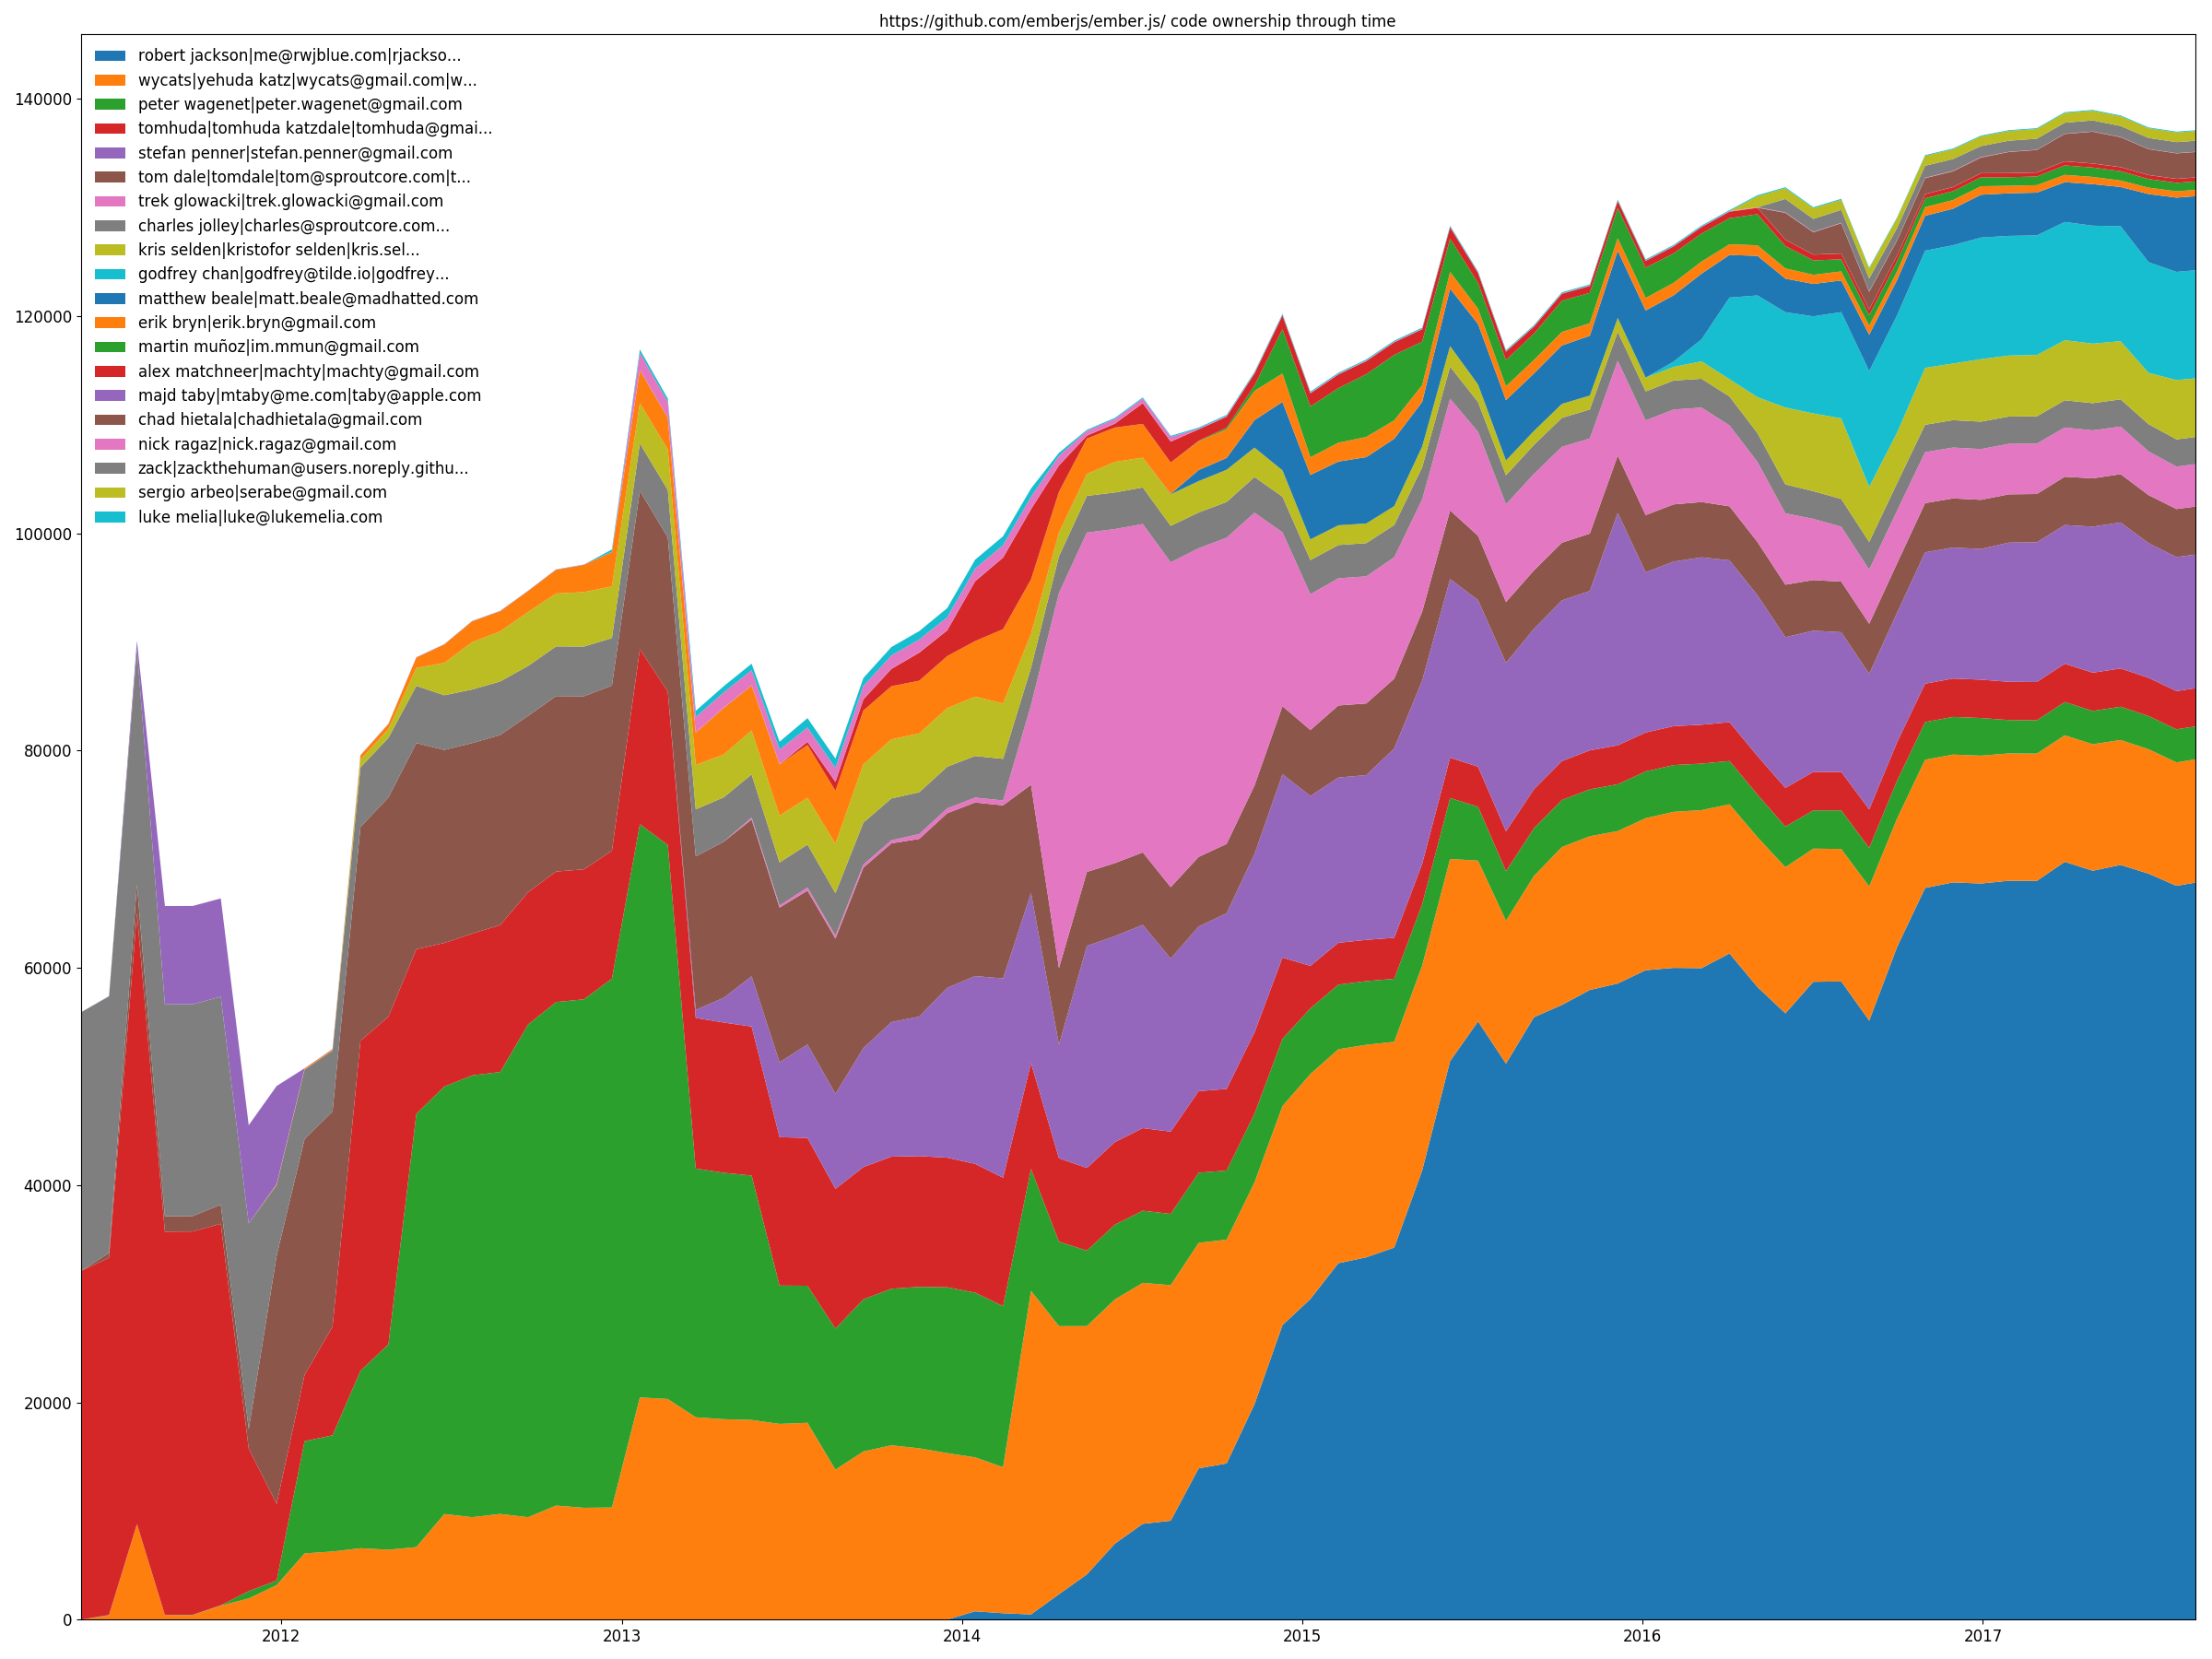 https://github.com/emberjs/ember.js/ code ownership through time
robert jackson|me@rwjblue.com|rjackso...
wycats|yehuda katz|wycats@gmail.com|w...
peter wagenet|peter.wagenet@gmail.com
tomhuda|tomhuda katzdale|tomhuda@gmai...
stefan penner|stefan.penner@gmail.com
tom dale|tomdale|tom@sproutcore.com|t...
trek glowacki|trek.glowacki@gmail.com
charles jolley|charles@sproutcore.com...
kris selden|kristofor selden|kris.sel...
godfrey chan|godfrey@tilde.io|godfrey...
matthew beale|matt.beale@madhatted.com
erik bryn|erik.bryn@gmail.com
martin muñoz|im.mmun@gmail.com
alex matchneer|machty|machty@gmail.com
majd taby|mtaby@me.com|taby@apple.com
chad hietala|chadhietala@gmail.com
nick ragaz|nick.ragaz@gmail.com
zack|zackthehuman@users.noreply.githu...
sergio arbeo|serabe@gmail.com
luke melia|luke@lukemelia.com
140000
120000
100000
80000
60000
40000
20000
0
2012 2013 2014 2015 2016 2017